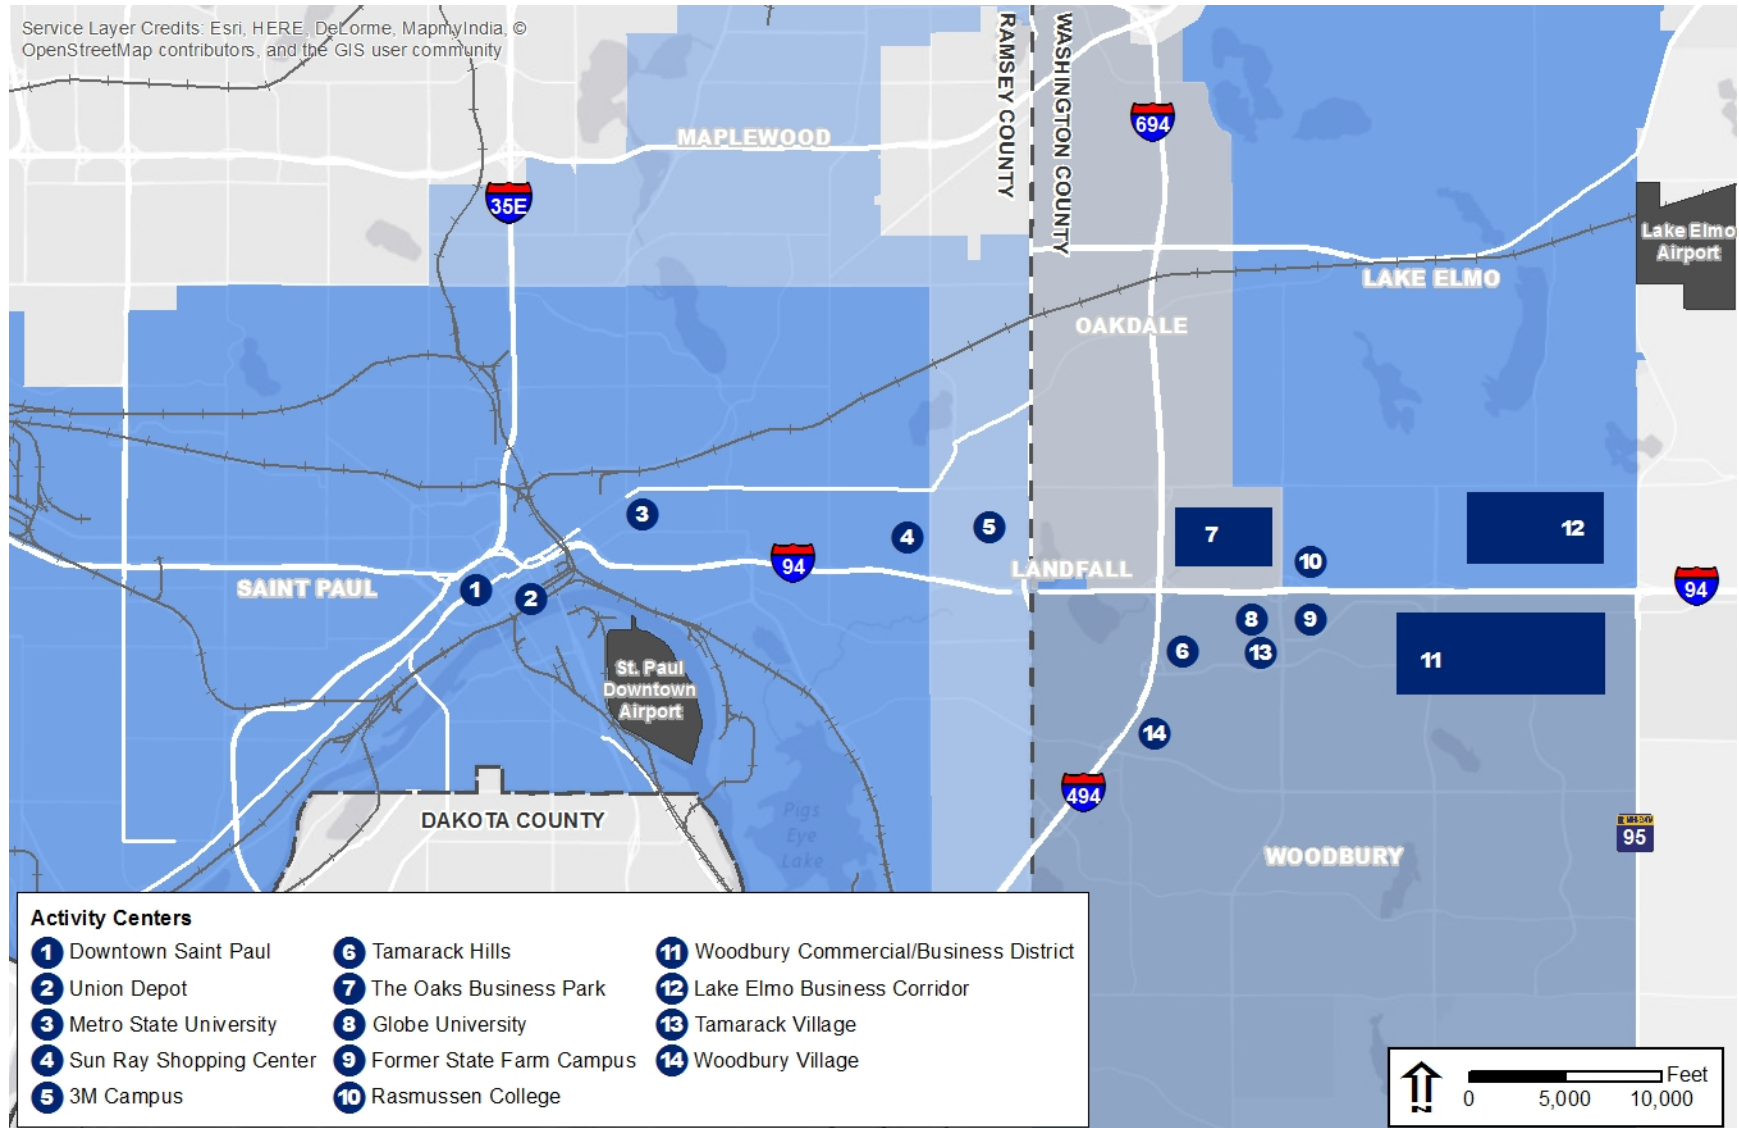 Service Layer Credits: Esri, HERE, DeLorme, MapmyIndia, ©
OpenStreetMap contributors, and the GIS user community
RAMSEY COUNTY
WASHINGTON COUNTY
694
MAPLEWOOD
35E
Lake Elmo
Airport
LAKE ELMO
OAKDALE
3
4
5
7
12
94
LANDFALL
10
94
SAINT PAUL
1
2
8
9
6
13
11
St. Paul
Downtown
Airport
14
494
DAKOTA COUNTY
Pigs
Eye
Lake
95
WOODBURY
Activity Centers
1 Downtown Saint Paul
2 Union Depot
3 Metro State University
4 Sun Ray Shopping Center
5 3M Campus
6 Tamarack Hills
7 The Oaks Business Park
8 Globe University
9 Former State Farm Campus
10 Rasmussen College
11 Woodbury Commercial/Business District
12 Lake Elmo Business Corridor
13 Tamarack Village
14 Woodbury Village
N
Feet
0 5,000 10,000